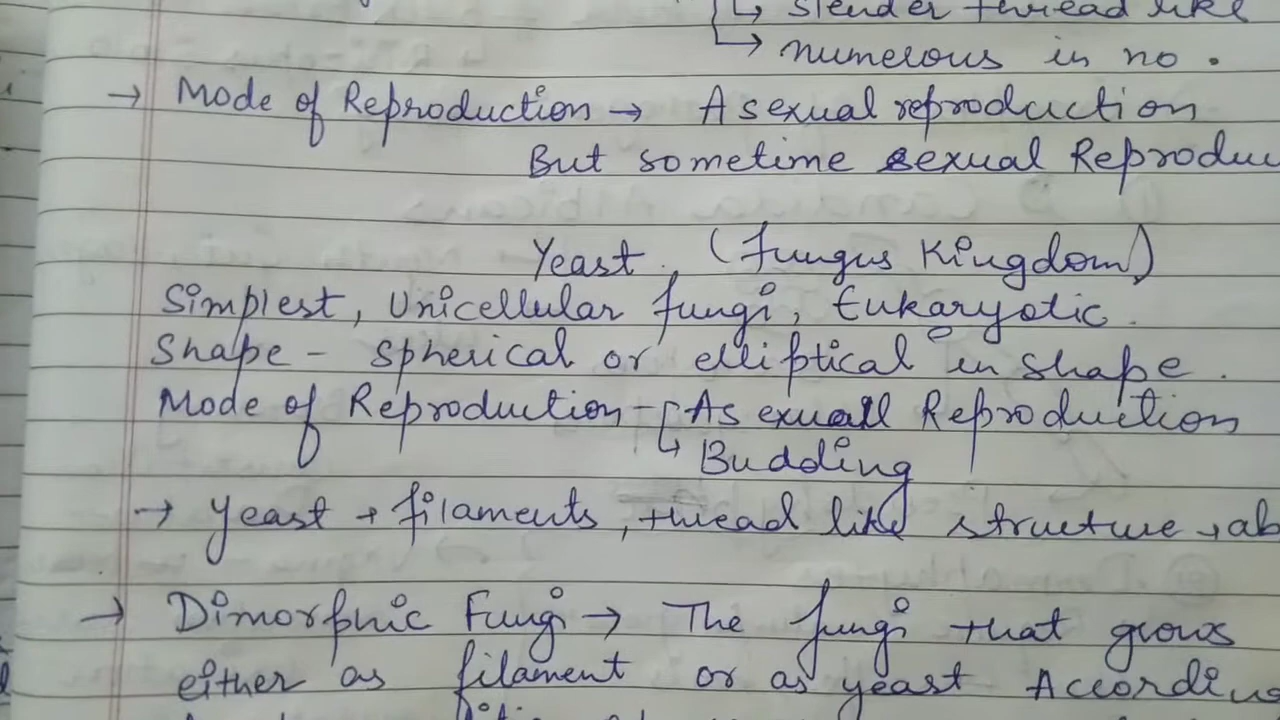 ↳ slender thread like
↳ numerous in no.
→ Mode of Reproduction → Asexual reproduction
But sometime sexual Reprodu
Yeast. (Fungus Kingdom)
Simplest, Unicellular fungi, Eukaryotic.
Shape - Spherical or elliptical in shape.
Mode of Reproduction - Asexuall Reproduction
↳ Budding
→ Yeast → filaments, thread like structure → ab
→ Dimorphic Fungi → The fungi that grows
either as filament or as yeast Accordin